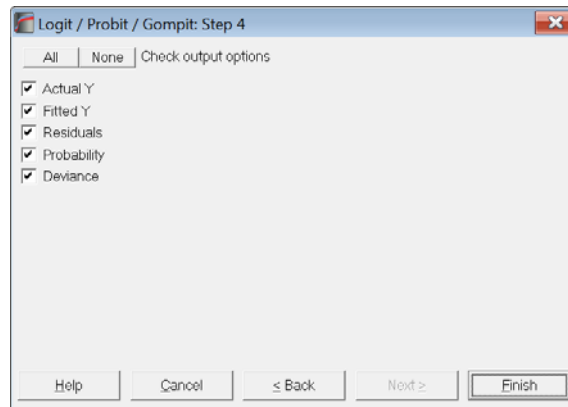 Logit / Probit / Gompit: Step 4
All None Check output options
Actual Y
Fitted Y
Residuals
Probability
Deviance
Help Cancel < Back Next > Finish